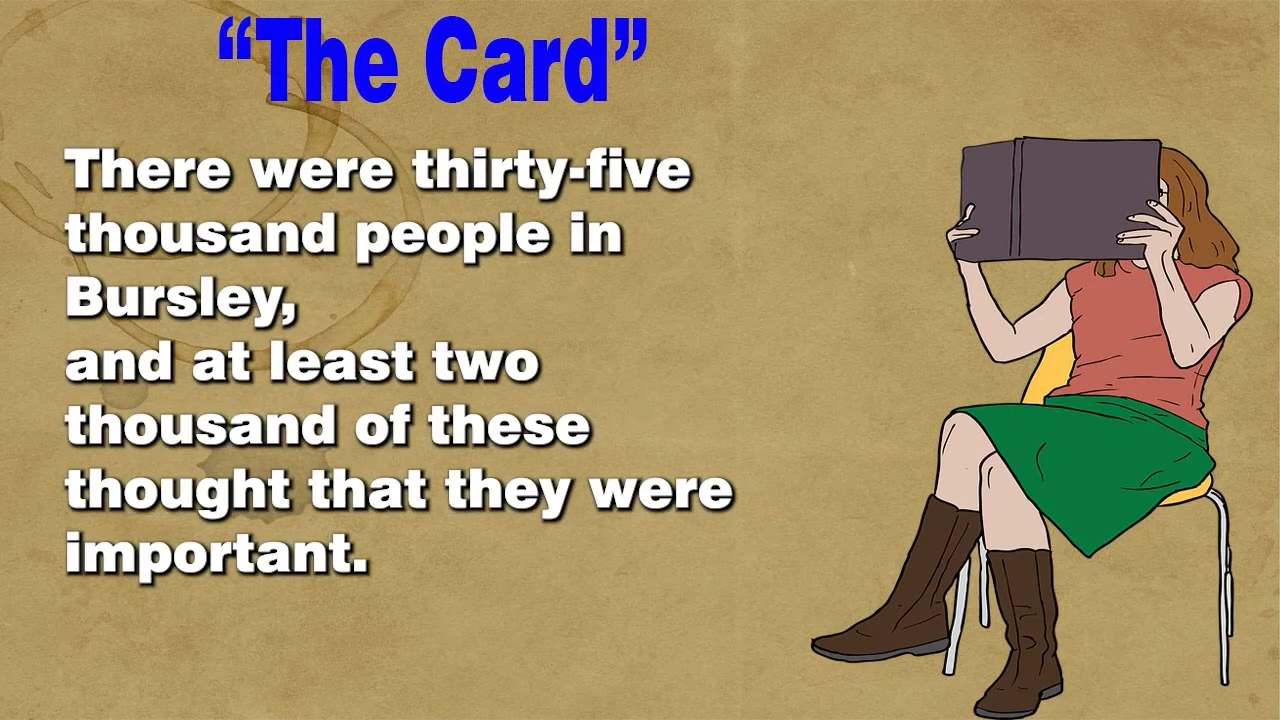 “The Card”
There were thirty-five
thousand people in
Bursley,
and at least two
thousand of these
thought that they were
important.